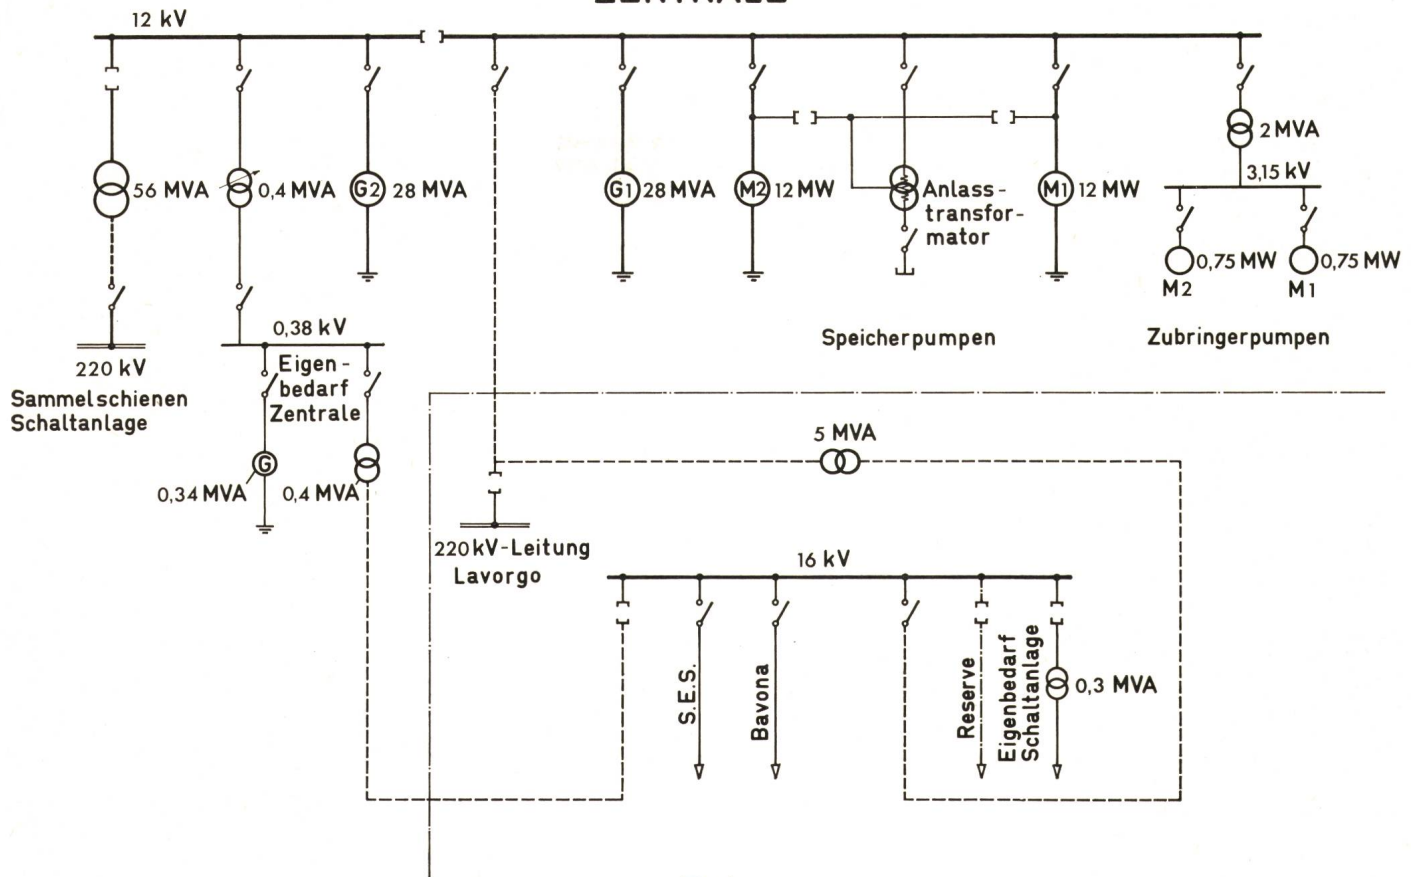 12 kV
56 MVA
0,4 MVA
G2
28 MVA
G1
28 MVA
M2
12 MW
Anlass-
transfor-
mator
M1
12 MW
2 MVA
3,15 kV
0,75 MW
M2
0,75 MW
M1
Speicherpumpen
Zubringerpumpen
220 kV
Sammelschienen
Schaltanlage
0,38 kV
Eigen-
bedarf
Zentrale
G
0,34 MVA
0,4 MVA
5 MVA
220kV-Leitung
Lavorgo
16 kV
S.E.S.
Bavona
Reserve
Eigenbedarf
Schaltanlage
0,3 MVA